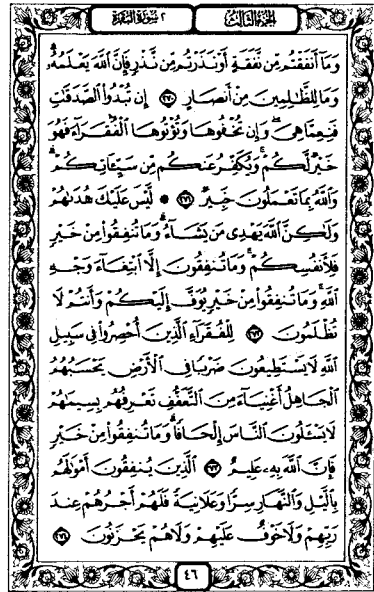 الجزء الثالث
٢ سورة البقرة
وَمَآ أَنفَقْتُم مِّن نَّفَقَةٍ أَوْ نَذَرْتُم مِّن نَّذْرٍ فَإِنَّ ٱللَّهَ يَعْلَمُهُۥ
وَمَا لِلظَّٰلِمِينَ مِنْ أَنصَارٍ ٢٧٠ إِن تُبْدُوا۟ ٱلصَّدَقَٰتِ
فَنِعِمَّا هِىَ وَإِن تُخْفُوهَا وَتُؤْتُوهَا ٱلْفُقَرَآءَ فَهُوَ
خَيْرٌ لَّكُمْ وَيُكَفِّرُ عَنكُم مِّن سَيِّـَٔاتِكُمْ
وَٱللَّهُ بِمَا تَعْمَلُونَ خَبِيرٌ ٢٧١ لَّيْسَ عَلَيْكَ هُدَىٰهُمْ
وَلَٰكِنَّ ٱللَّهَ يَهْدِى مَن يَشَآءُ وَمَا تُنفِقُوا۟ مِنْ خَيْرٍ
فَلِأَنفُسِكُمْ وَمَا تُنفِقُونَ إِلَّا ٱبْتِغَآءَ وَجْهِ
ٱللَّهِ وَمَا تُنفِقُوا۟ مِنْ خَيْرٍ يُوَفَّ إِلَيْكُمْ وَأَنتُمْ لَا
تُظْلَمُونَ ٢٧٢ لِلْفُقَرَآءِ ٱلَّذِينَ أُحْصِرُوا۟ فِى سَبِيلِ
ٱللَّهِ لَا يَسْتَطِيعُونَ ضَرْبًا فِى ٱلْأَرْضِ يَحْسَبُهُمُ
ٱلْجَاهِلُ أَغْنِيَآءَ مِنَ ٱلتَّعَفُّفِ تَعْرِفُهُم بِسِيمَٰهُمْ
لَا يَسْـَٔلُونَ ٱلنَّاسَ إِلْحَافًا وَمَا تُنفِقُوا۟ مِنْ خَيْرٍ
فَإِنَّ ٱللَّهَ بِهِۦ عَلِيمٌ ٢٧٣ ٱلَّذِينَ يُنفِقُونَ أَمْوَٰلَهُم
بِٱلَّيْلِ وَٱلنَّهَارِ سِرًّا وَعَلَانِيَةً فَلَهُمْ أَجْرُهُمْ عِندَ
رَبِّهِمْ وَلَا خَوْفٌ عَلَيْهِمْ وَلَا هُمْ يَحْزَنُونَ ٢٧٤
٤٦